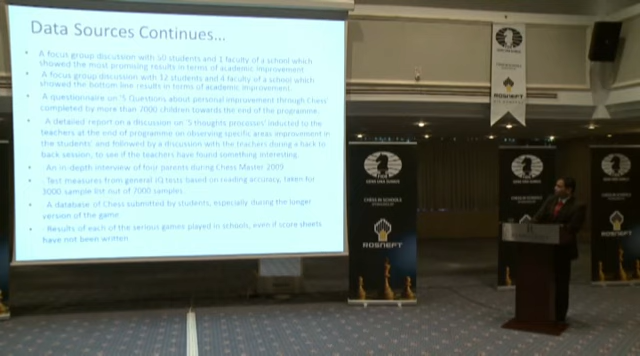 Data Sources Continues...
A focus group discussion with 50 students and 1 faculty of a school which
showed the most promising results in terms of academic improvement
A focus group discussion with 12 students and 4 faculty of a school which
showed the bottom line results in terms of academic improvement
A questionnaire on '5 Questions about personal improvement through Chess'
completed by more than 7000 children towards the end of the programme.
A detailed report on a discussion on '5 thoughts processes' inducted to the
teachers at the end of programme on observing specific areas improvement in
the students' and followed by a discussion with the teachers during a back to
back session, to see if the teachers have found something interesting.
An in depth interview of four parents during Chess Master 2009
Test measures from general IQ tests based on reading accuracy, taken for
3000 sample list out of 7000 samples
A database of Chess submitted by students, especially during the longer
version of the game
Results of each of the serious games played in schools, even if score sheets
have not been written
CHESS IN SCHOOLS
ROSNEFT
ROSNEFT
CHESS IN SCHOOLS
ROSNEFT